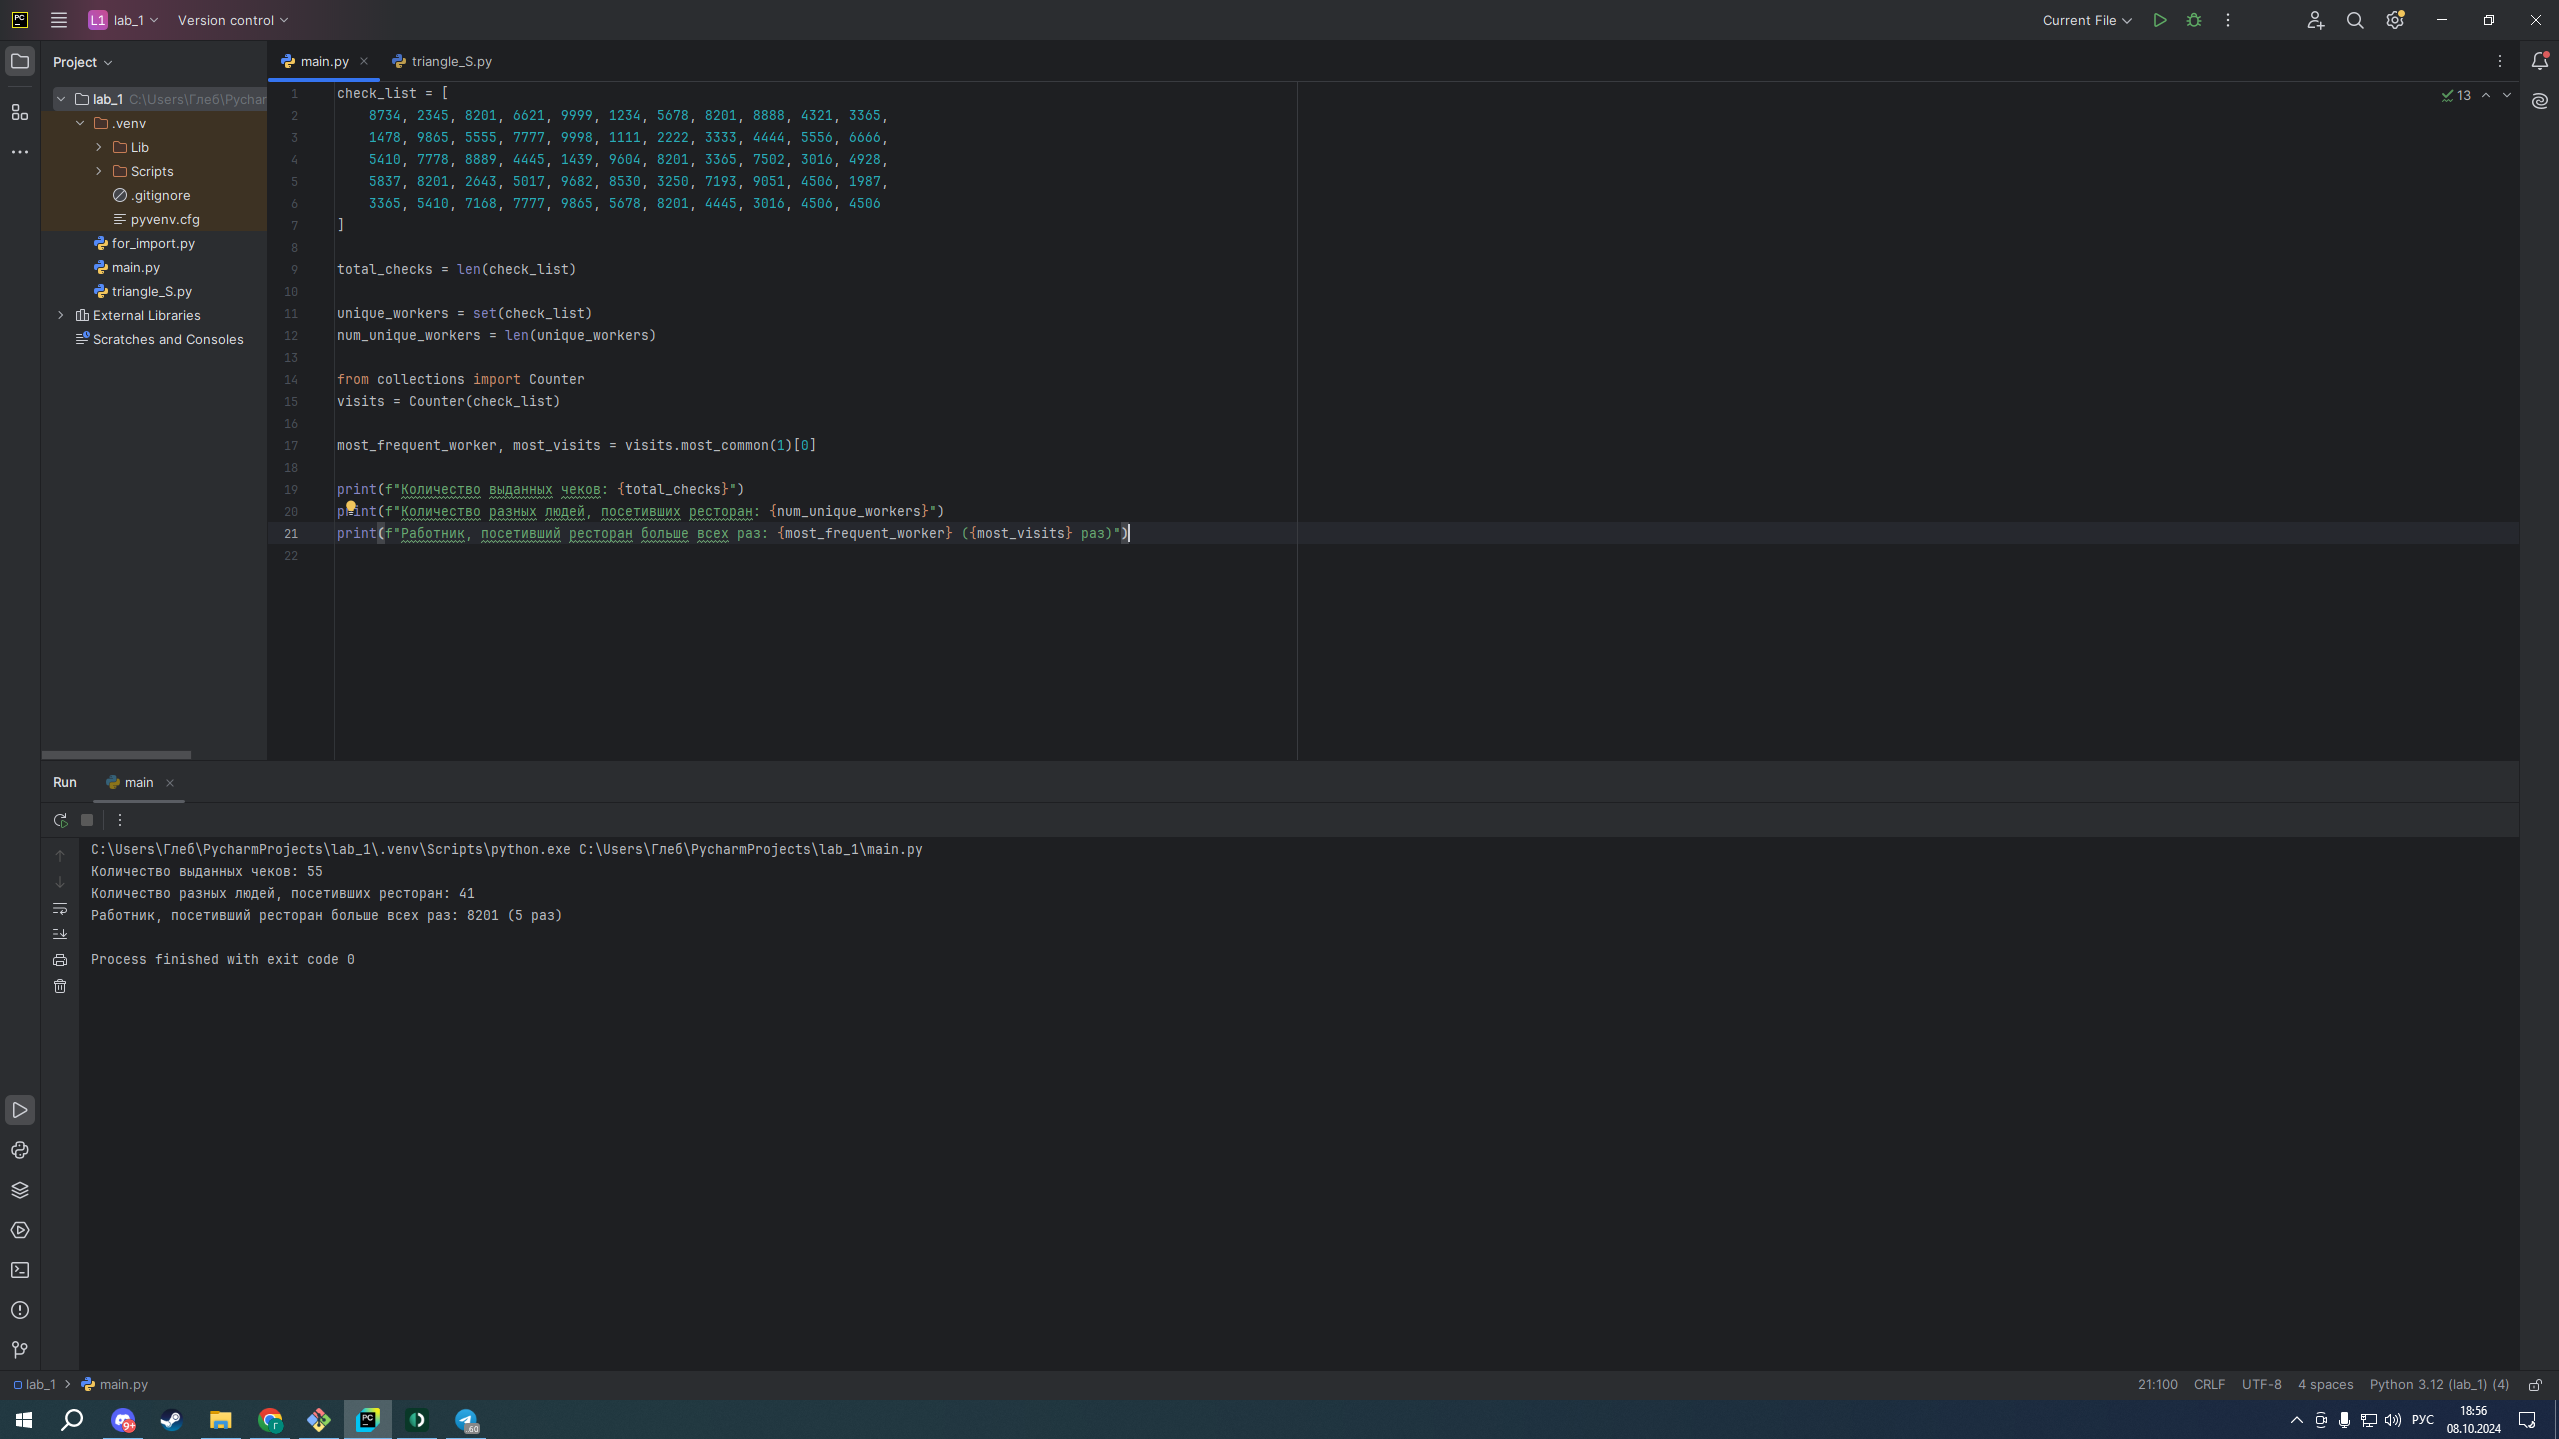 PC L1 lab_1 Version control Current File
Project
main.py triangle_S.py
13
lab_1 C:\Users\Глеб\Pychar
.venv
Lib
Scripts
.gitignore
pyvenv.cfg
for_import.py
main.py
triangle_S.py
External Libraries
Scratches and Consoles
1 check_list = [
2 8734, 2345, 8201, 6621, 9999, 1234, 5678, 8201, 8888, 4321, 3365,
3 1478, 9865, 5555, 7777, 9998, 1111, 2222, 3333, 4444, 5556, 6666,
4 5410, 7778, 8889, 4445, 1439, 9604, 8201, 3365, 7502, 3016, 4928,
5 5837, 8201, 2643, 5017, 9682, 8530, 3250, 7193, 9051, 4506, 1987,
6 3365, 5410, 7168, 7777, 9865, 5678, 8201, 4445, 3016, 4506, 4506
7 ]
8
9 total_checks = len(check_list)
10
11 unique_workers = set(check_list)
12 num_unique_workers = len(unique_workers)
13
14 from collections import Counter
15 visits = Counter(check_list)
16
17 most_frequent_worker, most_visits = visits.most_common(1)[0]
18
19 print(f"Количество выданных чеков: {total_checks}")
20 print(f"Количество разных людей, посетивших ресторан: {num_unique_workers}")
21 print(f"Работник, посетивший ресторан больше всех раз: {most_frequent_worker} ({most_visits} раз)")
22
Run main
C:\Users\Глеб\PycharmProjects\lab_1\.venv\Scripts\python.exe C:\Users\Глеб\PycharmProjects\lab_1\main.py
Количество выданных чеков: 55
Количество разных людей, посетивших ресторан: 41
Работник, посетивший ресторан больше всех раз: 8201 (5 раз)
Process finished with exit code 0
lab_1 main.py 21:100 CRLF UTF-8 4 spaces Python 3.12 (lab_1) (4)
9+ PC .60 РУС 18:56
08.10.2024